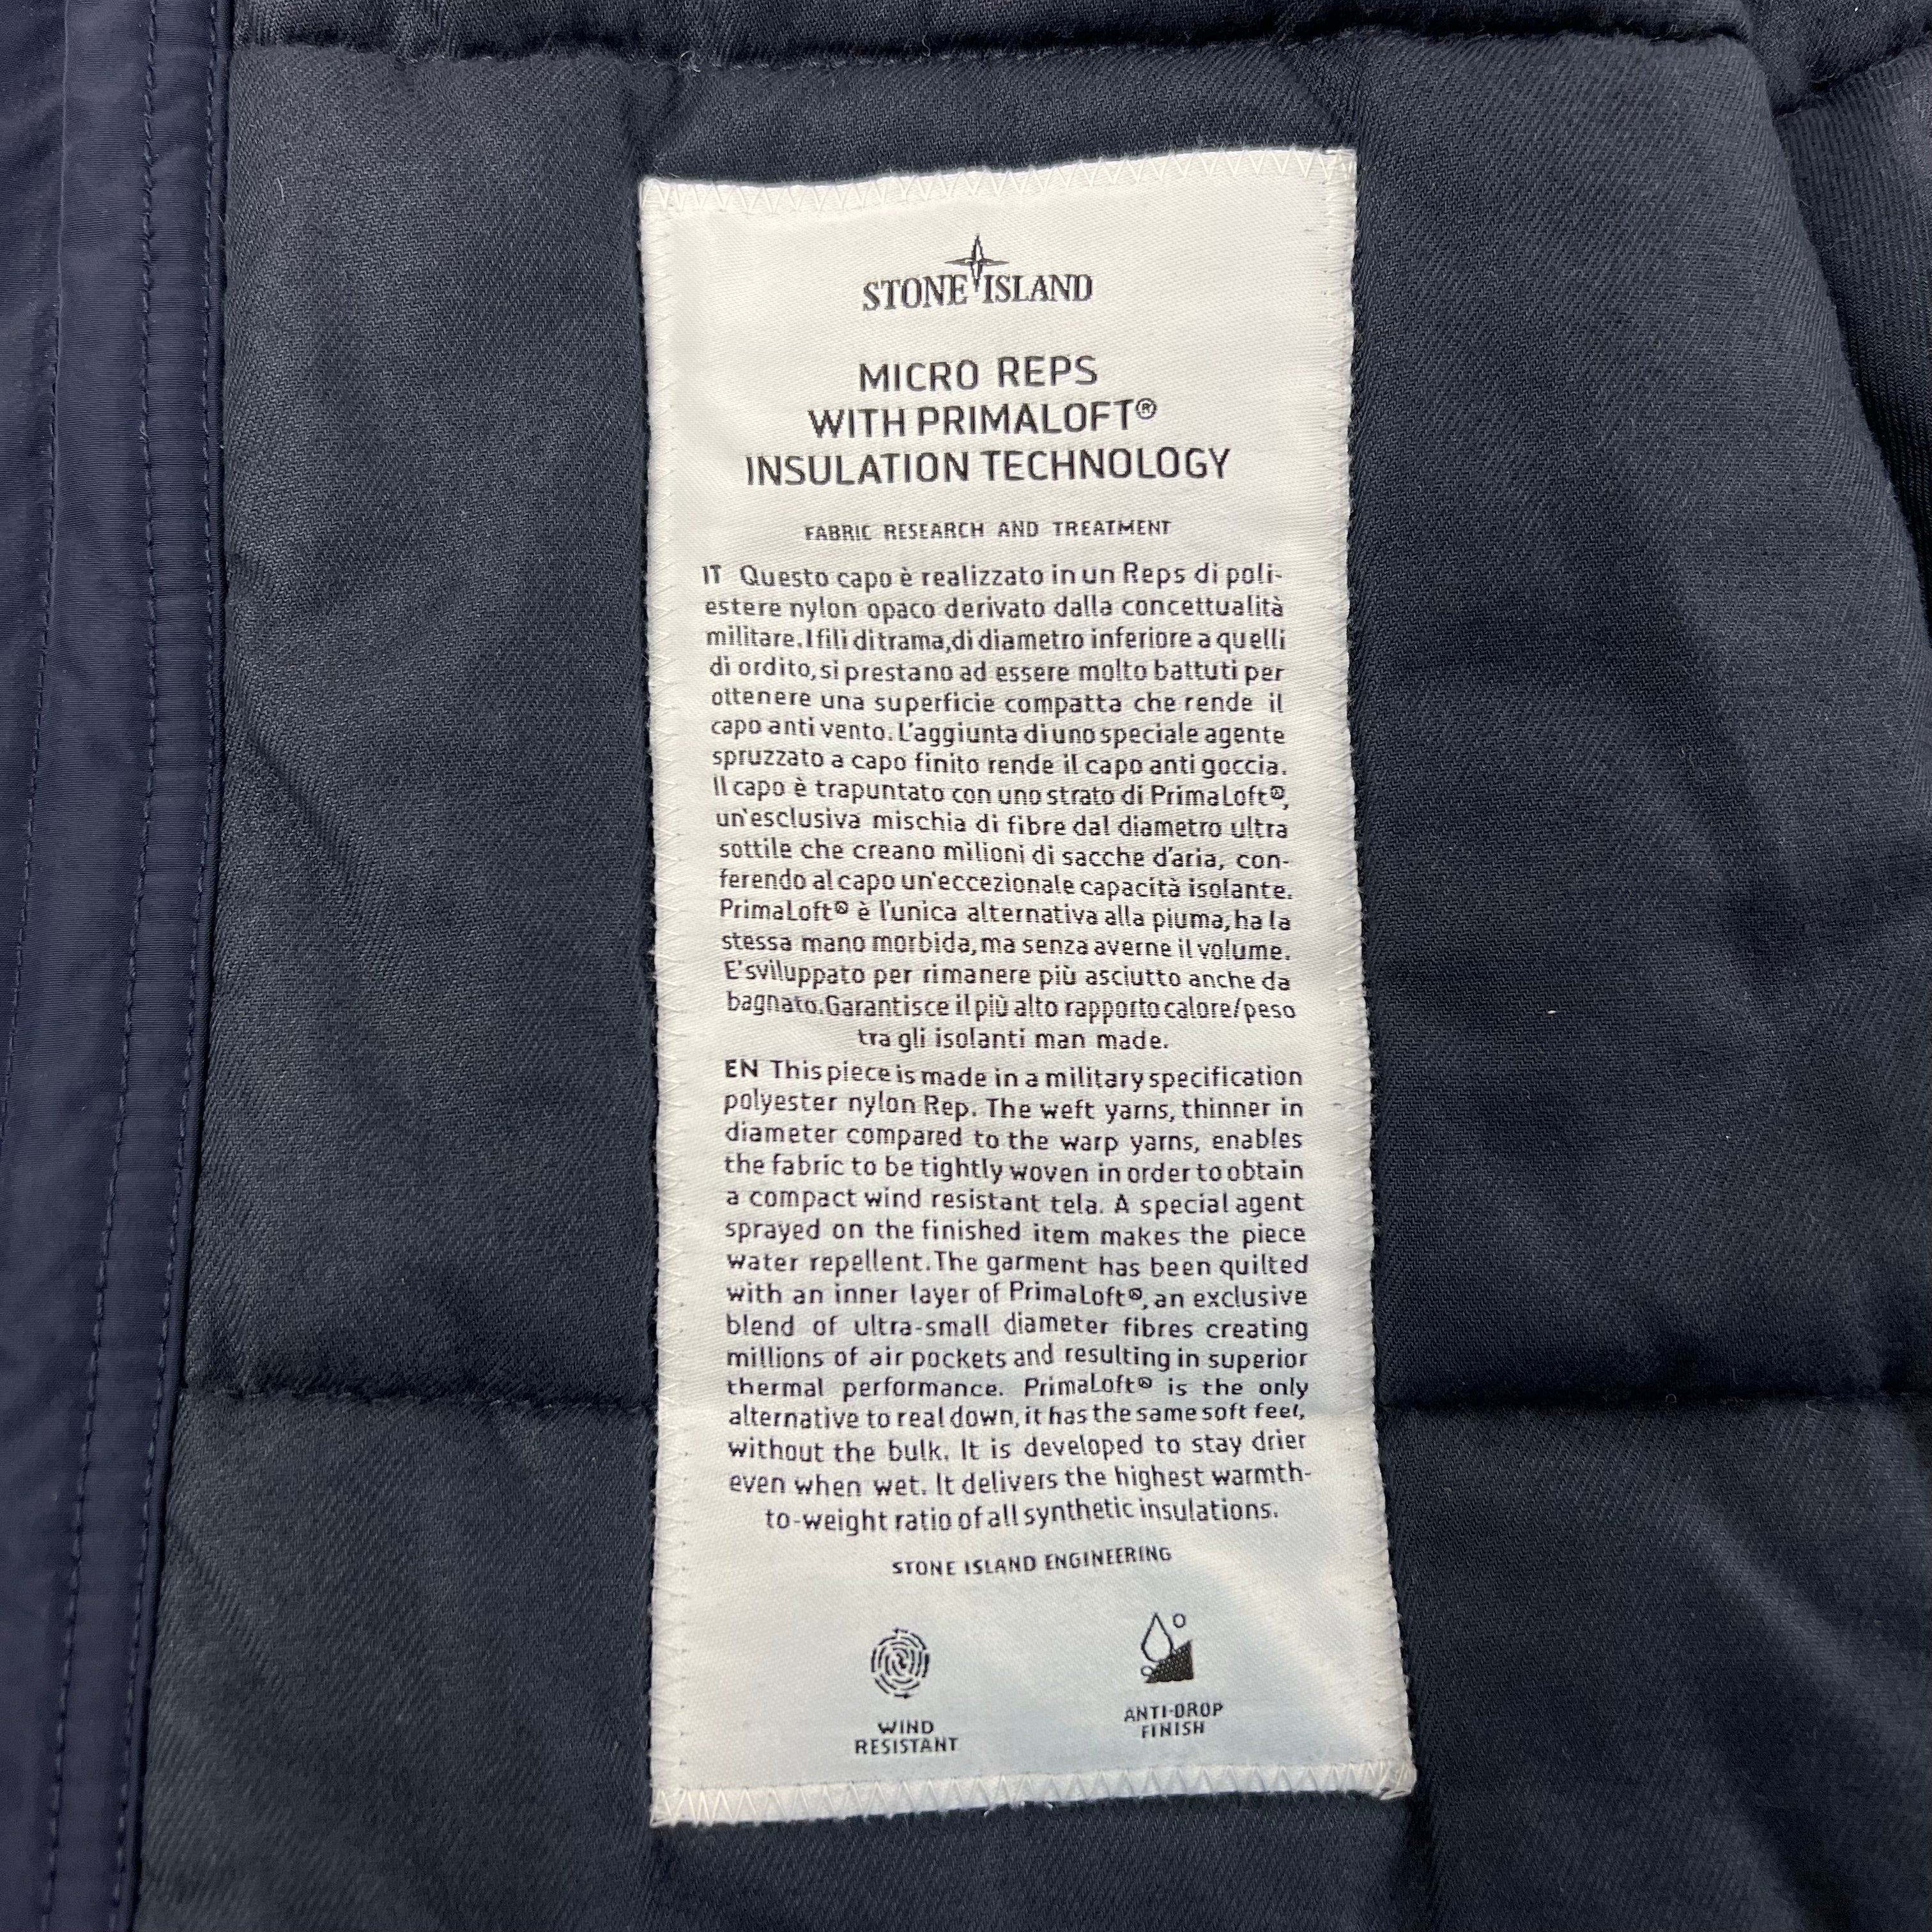 STONE ISLAND
MICRO REPS
WITH PRIMALOFT®
INSULATION TECHNOLOGY
FABRIC RESEARCH AND TREATMENT
IT Questo capo è realizzato in un Reps di poli-
estere nylon opaco derivato dalla concettualità
militare. I fili di trama, di diametro inferiore a quelli
di ordito, si prestano ad essere molto battuti per
ottenere una superficie compatta che rende il
capo anti vento. L'aggiunta di uno speciale agente
spruzzato a capo finito rende il capo anti goccia.
Il capo è trapuntato con uno strato di PrimaLoft®,
un'esclusiva mischia di fibre dal diametro ultra
sottile che creano milioni di sacche d'aria, con-
ferendo al capo un'eccezionale capacità isolante.
PrimaLoft® è l'unica alternativa alla piuma, ha la
stessa mano morbida, ma senza averne il volume.
E' sviluppato per rimanere più asciutto anche da
bagnato. Garantisce il più alto rapporto calore/peso
tra gli isolanti man made.
EN This piece is made in a military specification
polyester nylon Rep. The weft yarns, thinner in
diameter compared to the warp yarns, enables
the fabric to be tightly woven in order to obtain
a compact wind resistant tela. A special agent
sprayed on the finished item makes the piece
water repellent. The garment has been quilted
with an inner layer of PrimaLoft®, an exclusive
blend of ultra-small diameter fibres creating
millions of air pockets and resulting in superior
thermal performance. PrimaLoft® is the only
alternative to real down, it has the same soft feel,
without the bulk. It is developed to stay drier
even when wet. It delivers the highest warmth-
to-weight ratio of all synthetic insulations.
STONE ISLAND ENGINEERING
WIND
RESISTANT
ANTI-DROP
FINISH